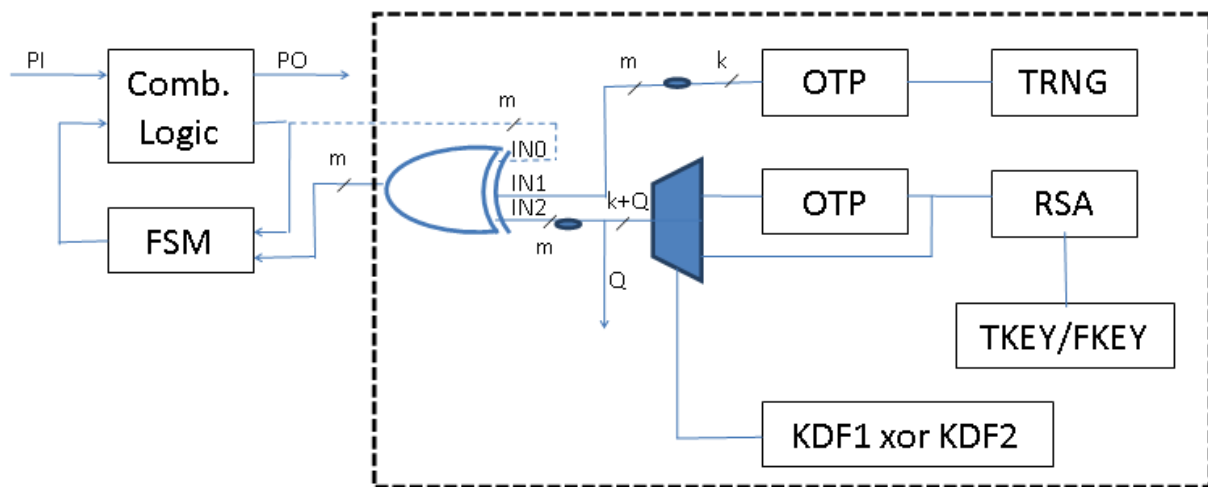 PI
PO
Comb.
Logic
FSM
m
m
IN0
IN1
IN2
m
k+Q
Q
m
k
OTP
TRNG
OTP
RSA
TKEY/FKEY
KDF1 xor KDF2